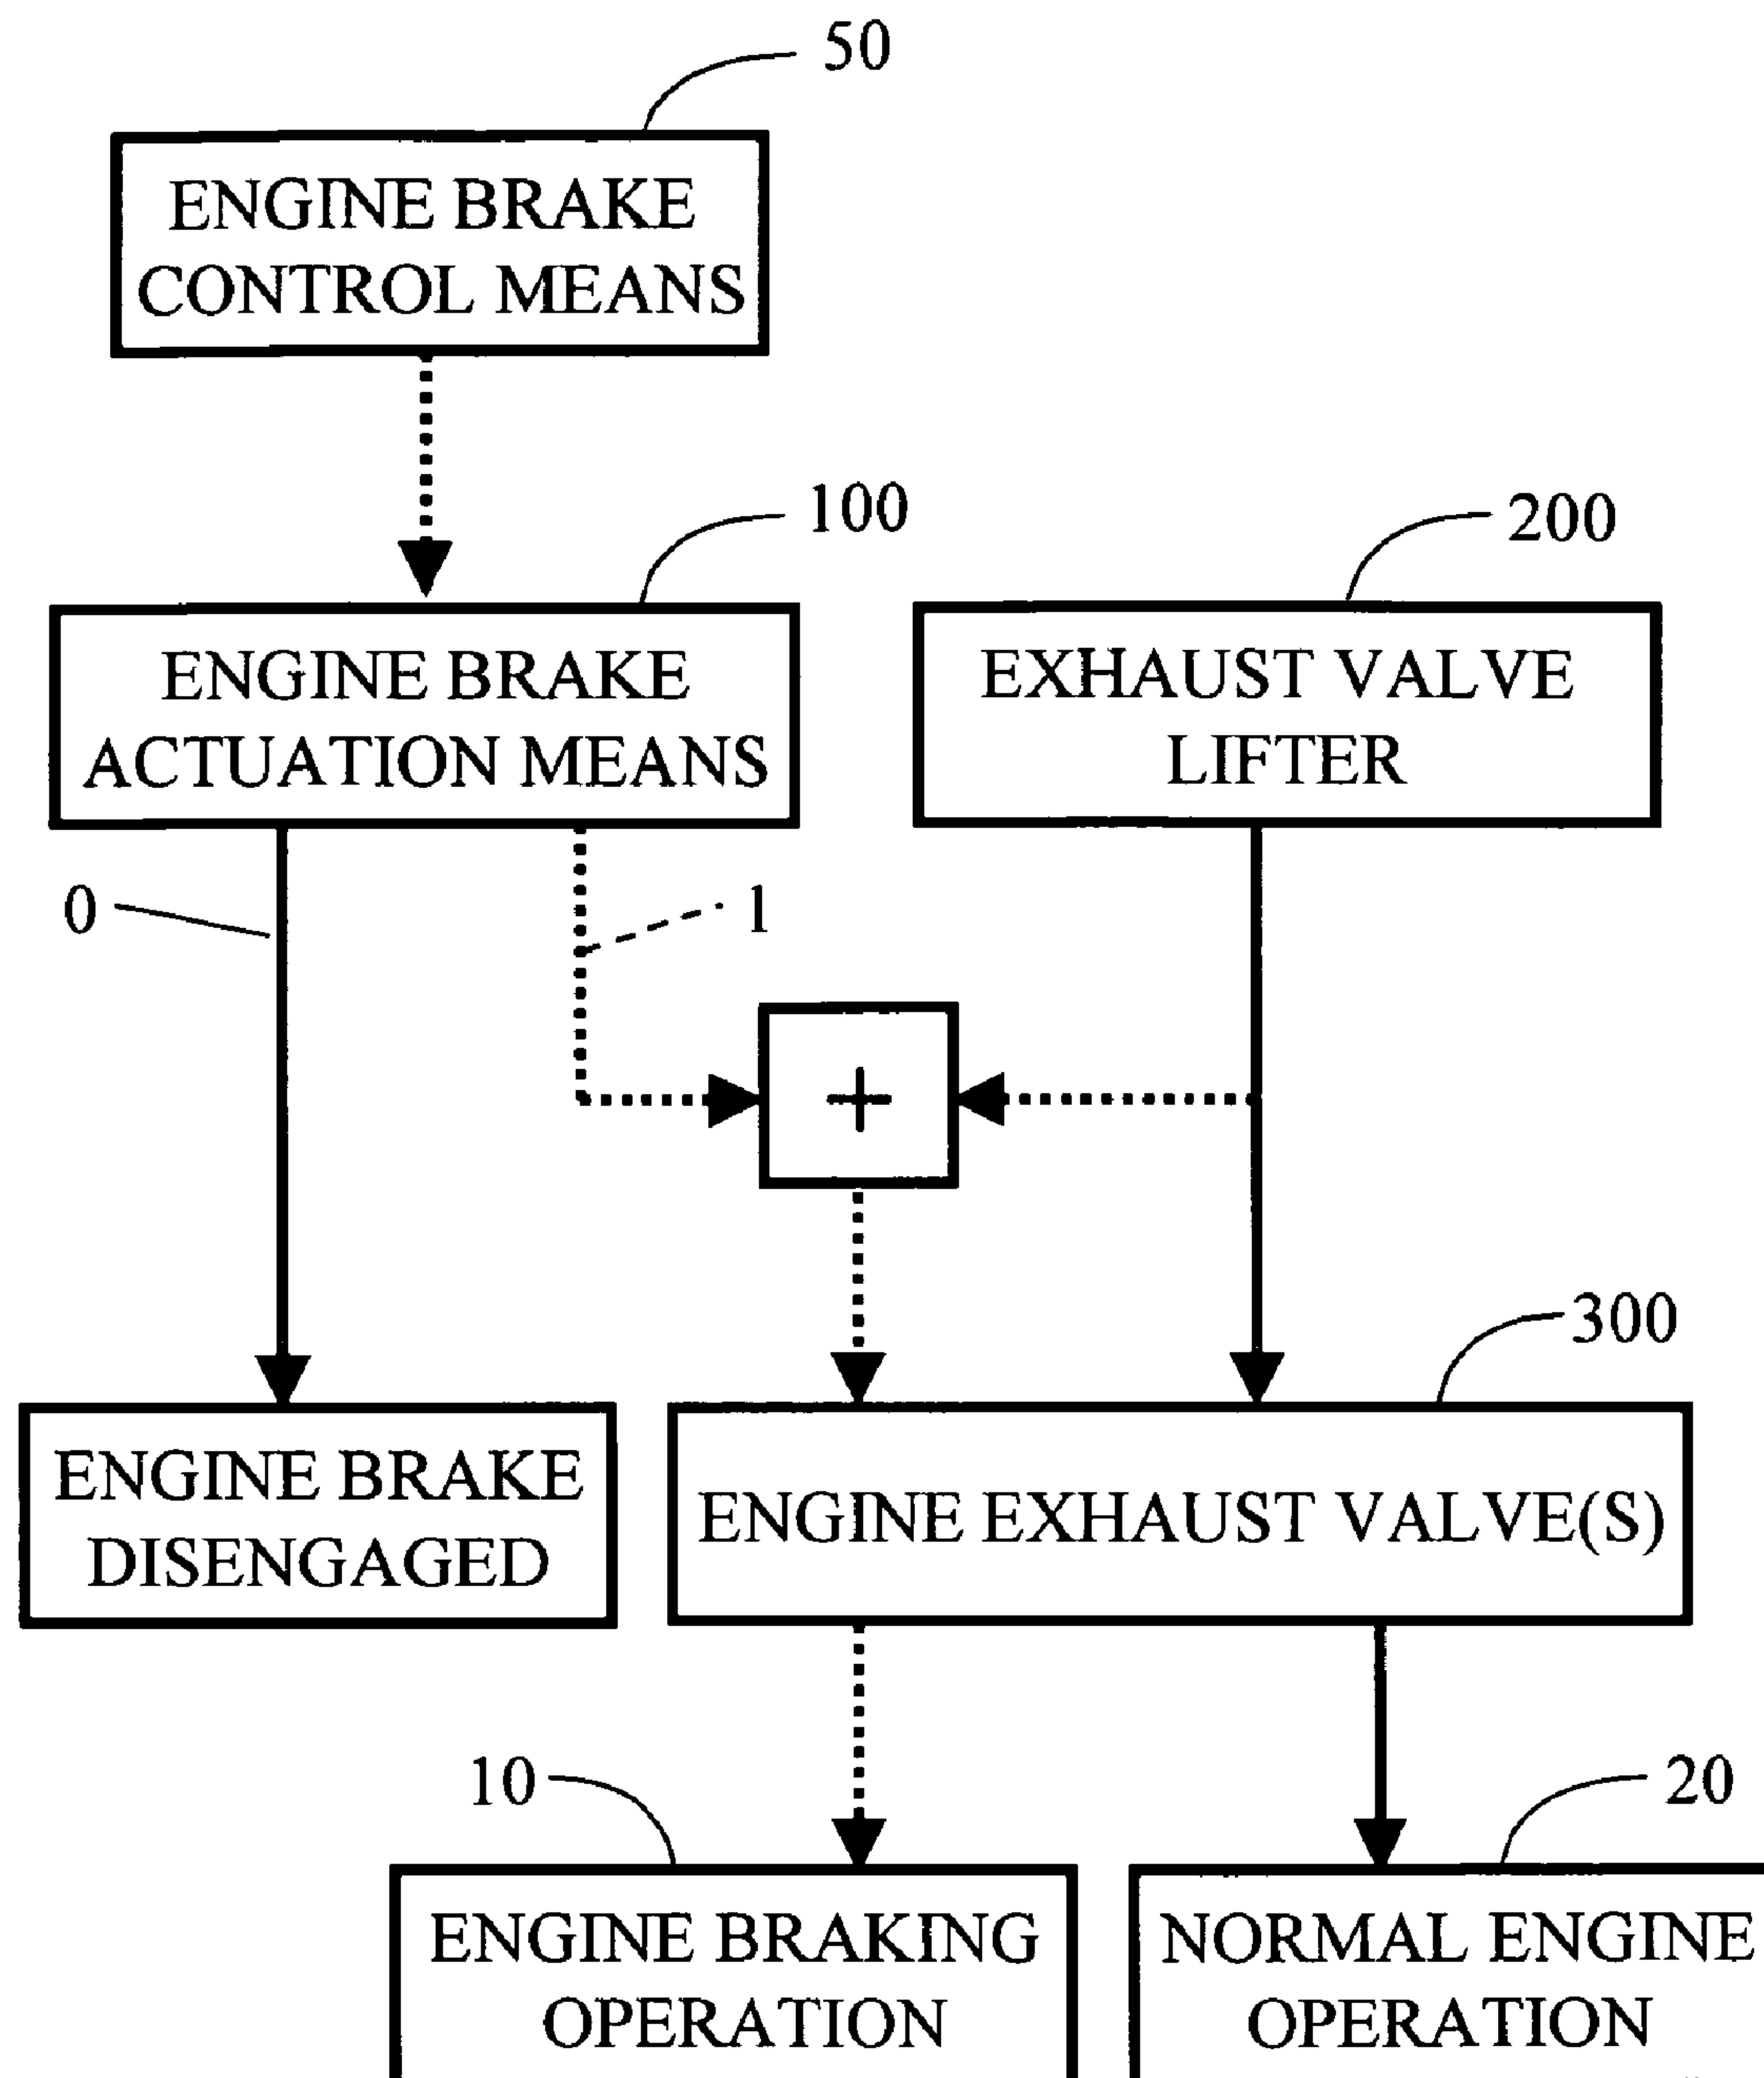 50
ENGINE BRAKE
CONTROL MEANS
100
200
ENGINE BRAKE
ACTUATION MEANS
EXHAUST VALVE
LIFTER
0
1
+
300
ENGINE BRAKE
DISENGAGED
ENGINE EXHAUST VALVE(S)
10
20
ENGINE BRAKING
OPERATION
NORMAL ENGINE
OPERATION